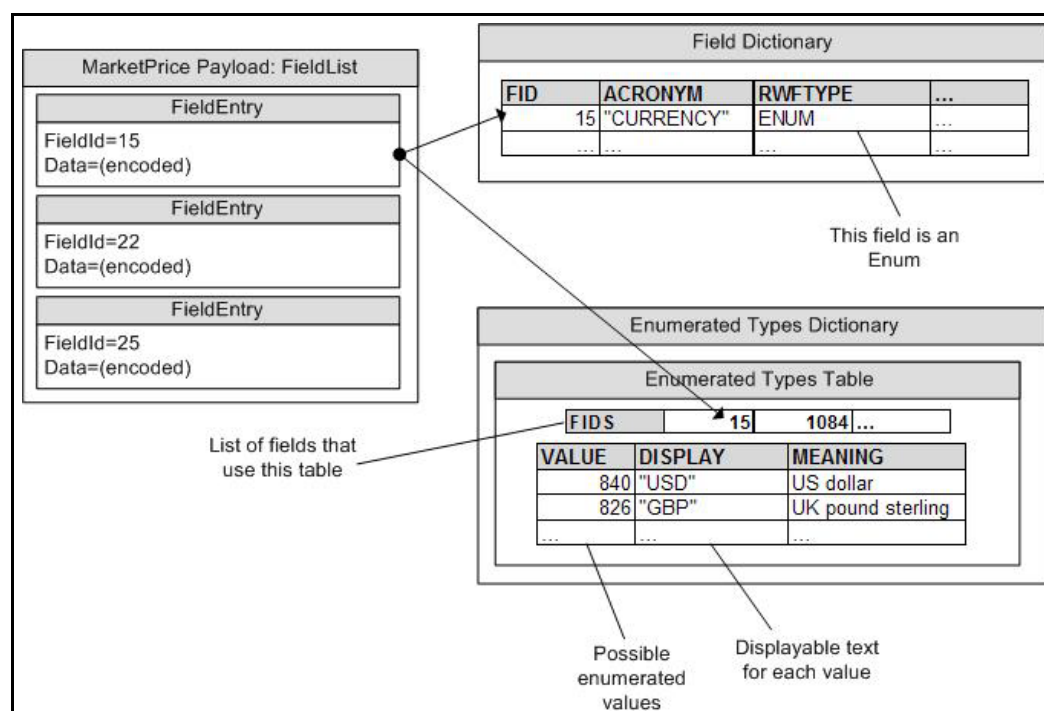 MarketPrice Payload: FieldList
FieldEntry
FieldId=15
Data=(encoded)
FieldEntry
FieldId=22
Data=(encoded)
FieldEntry
FieldId=25
Data=(encoded)
Field Dictionary
FID ACRONYM RWFTYPE ...
15 "CURRENCY" ENUM ...
... ... ... ...
This field is an
Enum
Enumerated Types Dictionary
Enumerated Types Table
FIDS 15 1084 ...
List of fields that
use this table
VALUE DISPLAY MEANING
840 "USD" US dollar
826 "GBP" UK pound sterling
... ... ...
Possible
enumerated
values
Displayable text
for each value